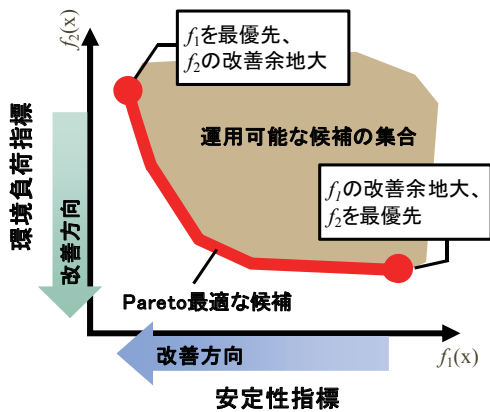 f₂(x)
f₁を最優先、
f₂の改善余地大
環境負荷指標
改善方向
運用可能な候補の集合
f₁の改善余地大、
f₂を最優先
Pareto最適な候補
改善方向
f₁(x)
安定性指標